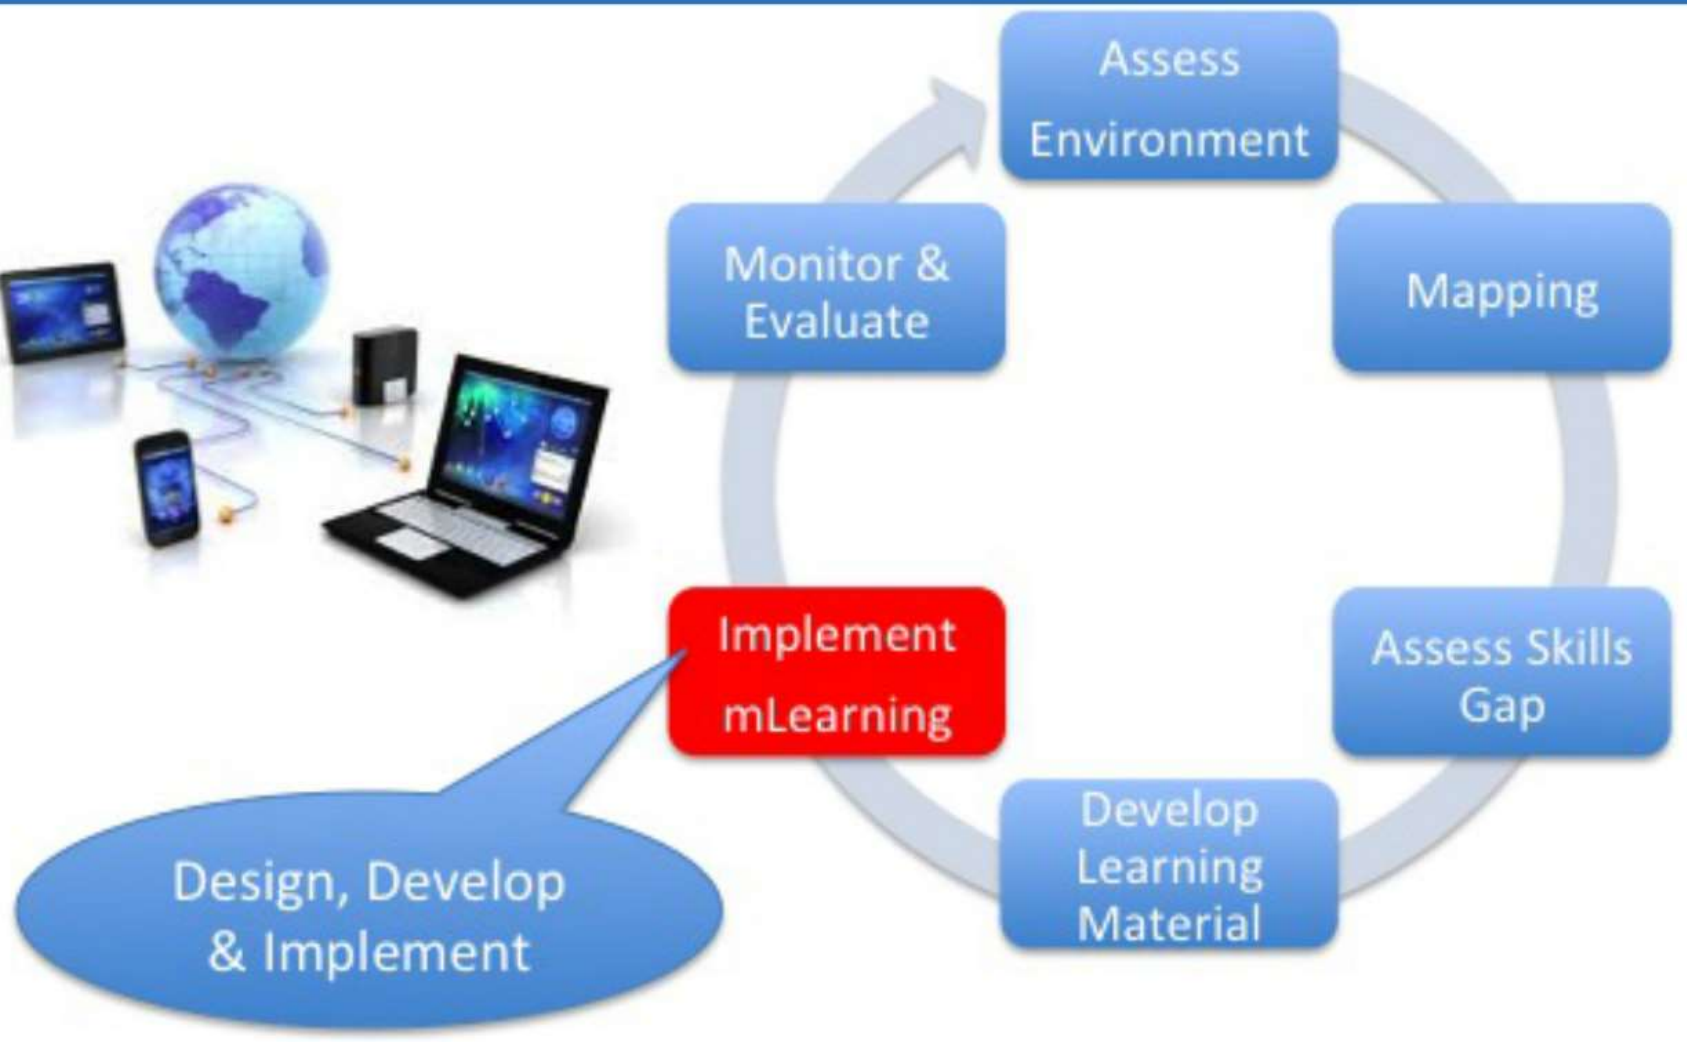 Assess
Environment
Mapping
Assess Skills
Gap
Develop
Learning
Material
Implement
mLearning
Monitor &
Evaluate
Design, Develop
& Implement